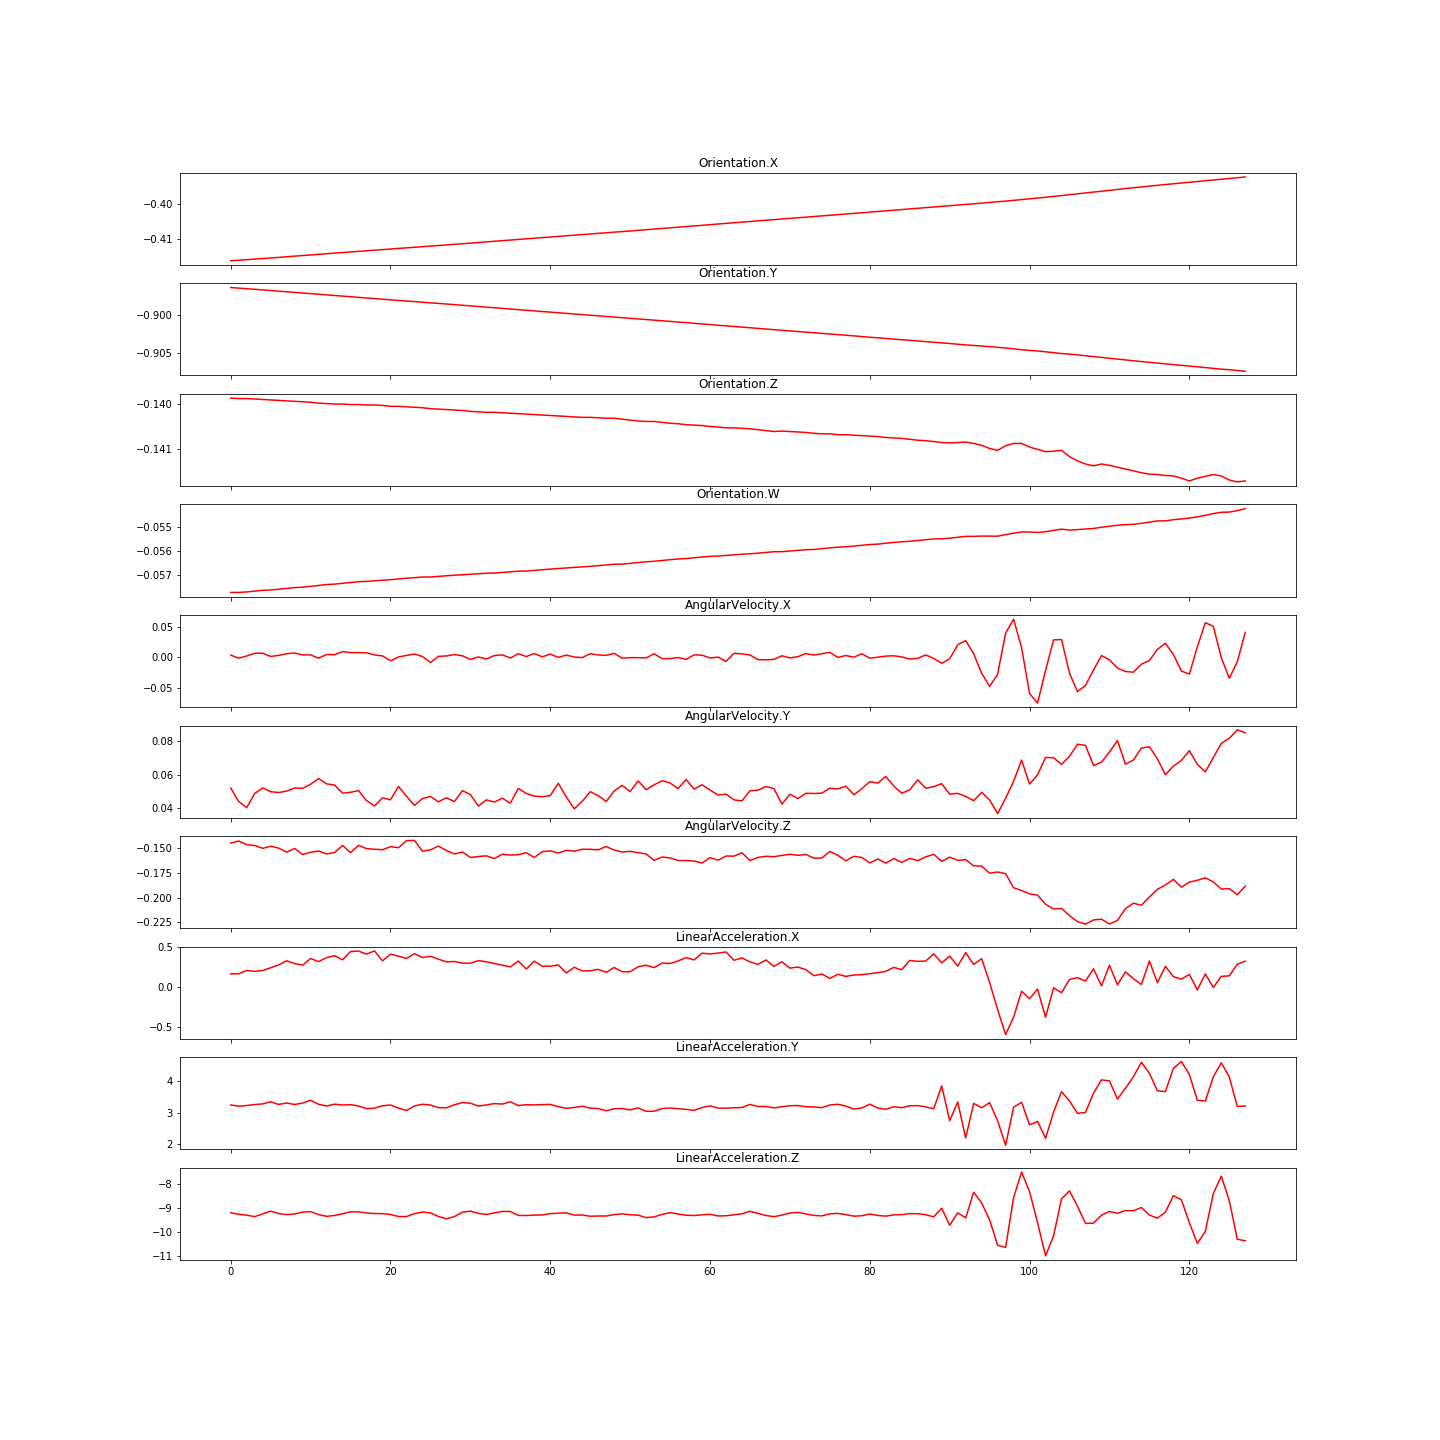 Orientation.X
−0.40
−0.41
Orientation.Y
−0.900
−0.905
Orientation.Z
−0.140
−0.141
Orientation.W
−0.055
−0.056
−0.057
AngularVelocity.X
0.05
0.00
−0.05
AngularVelocity.Y
0.08
0.06
0.04
AngularVelocity.Z
−0.150
−0.175
−0.200
−0.225
LinearAcceleration.X
0.5
0.0
−0.5
LinearAcceleration.Y
4
3
2
LinearAcceleration.Z
−8
−9
−10
−11
0 20 40 60 80 100 120